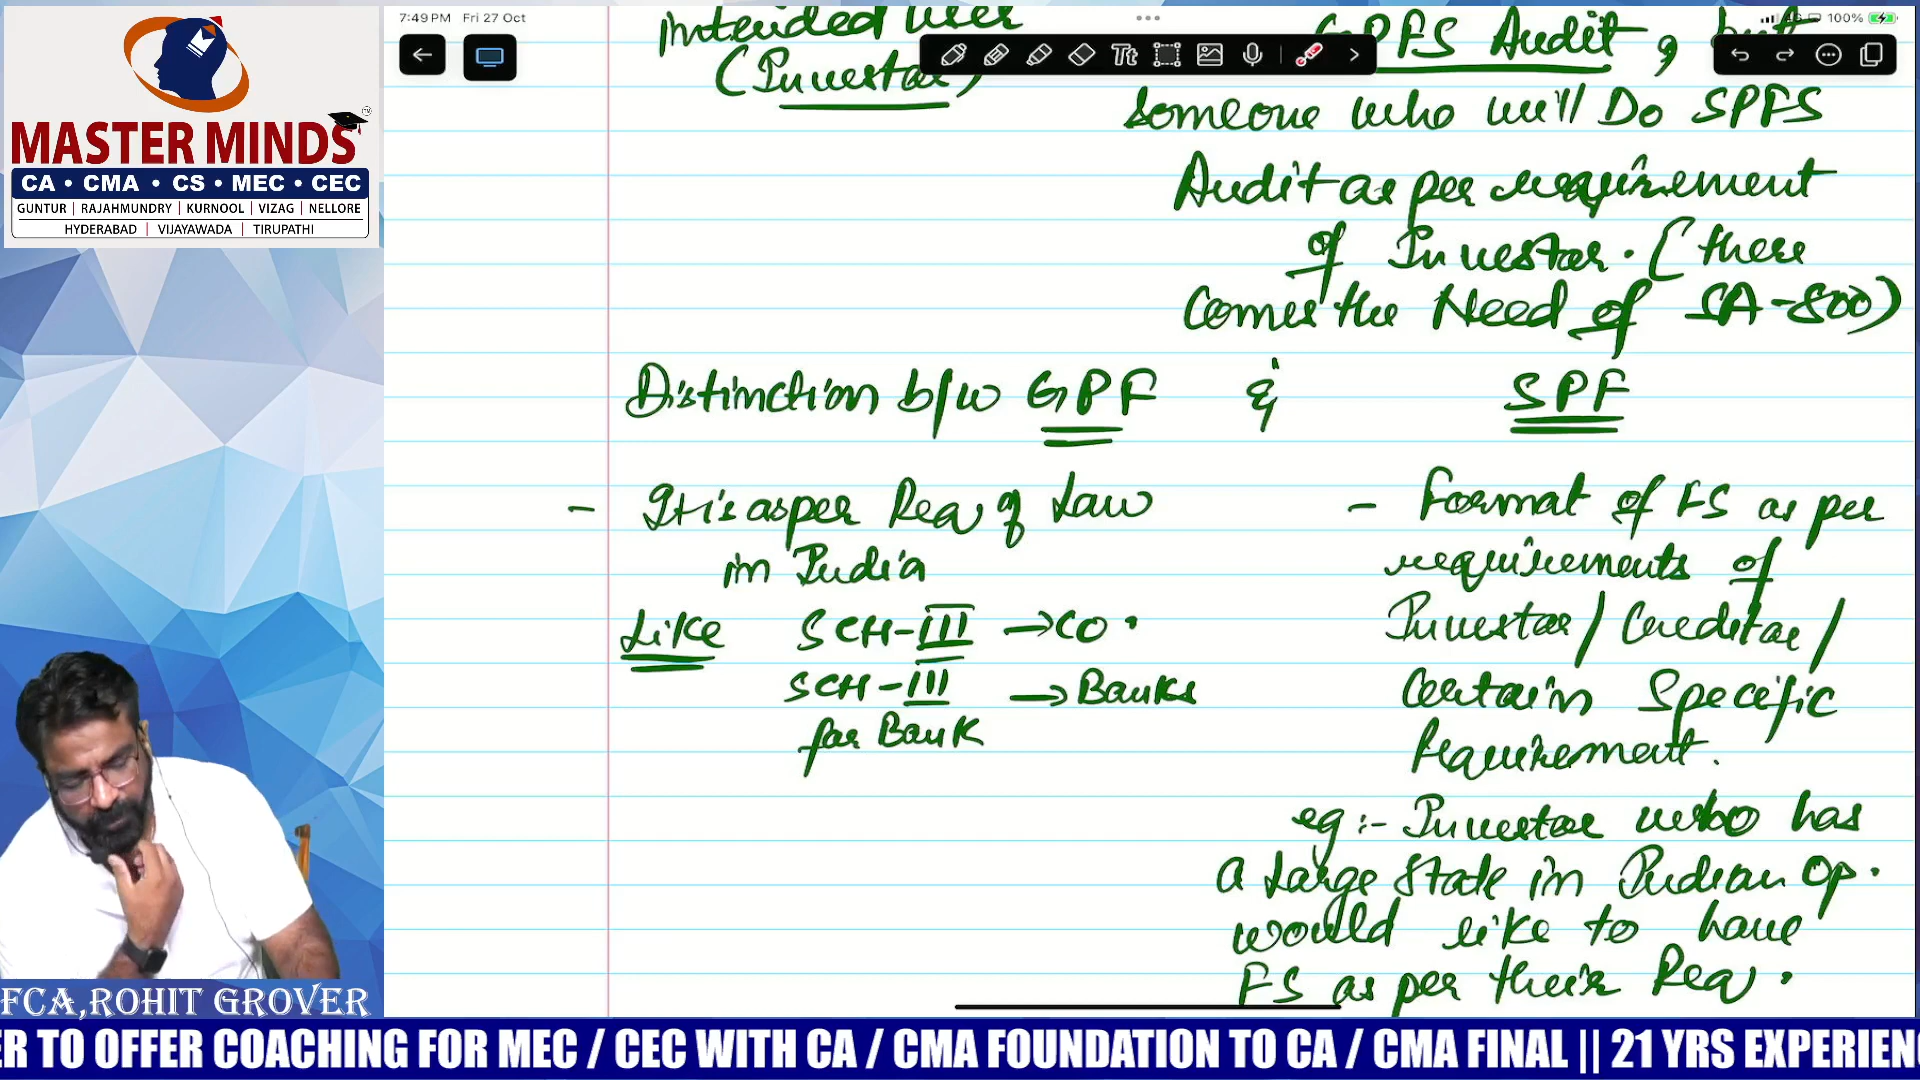 7:49 PM Fri 27 Oct
100%
MASTER MINDS
CA • CMA • CS • MEC • CEC
GUNTUR | RAJAHMUNDRY | KURNOOL | VIZAG | NELLORE
HYDERABAD | VIJAYAWADA | TIRUPATHI
Tt
intended user
(Investor)
GPFS Audit, but
Someone who will Do SPFS
Audit as per requirement
of Investor. (there
Comes the Need of SA-800)
Distinction b/w GPF & SPF
- It is as per Req of Law
in India
Like SCH-III → CO.
SCH-III → Banks
for Bank
- Format of FS as per
requirements of
Investor/Creditor/
Certain Specific
Requirement.
eg:- Investor who has
a Large Stake in Indian Op.
would like to have
FS as per their Req.
FCA,ROHIT GROVER
ER TO OFFER COACHING FOR MEC / CEC WITH CA / CMA FOUNDATION TO CA / CMA FINAL || 21 YRS EXPERIEN